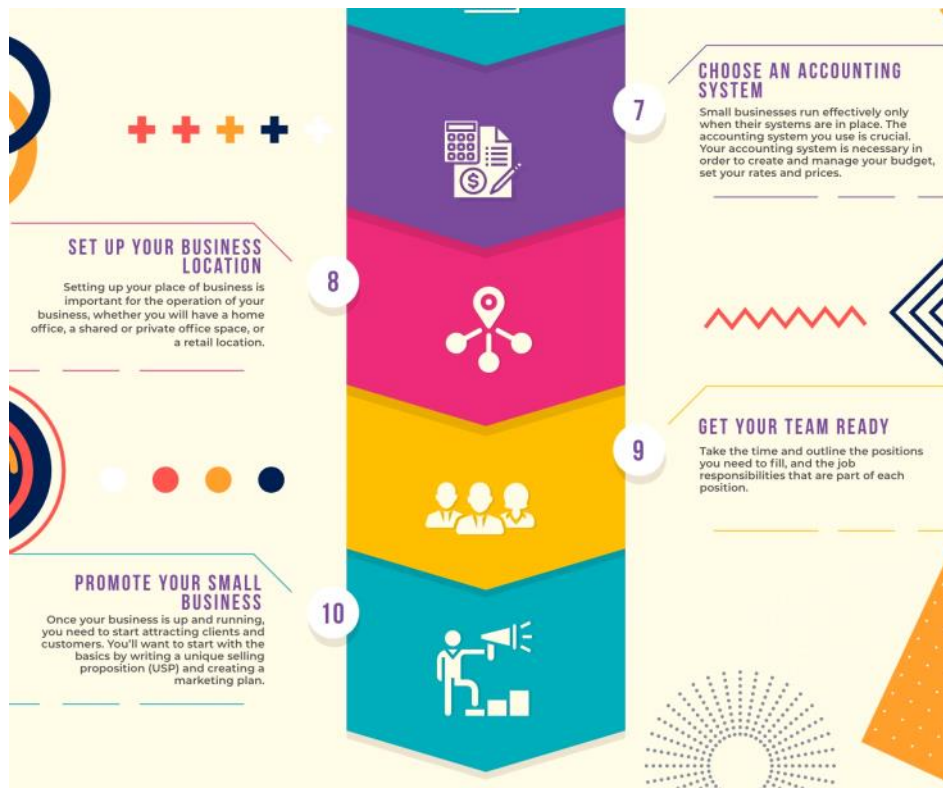 7
CHOOSE AN ACCOUNTING
SYSTEM
Small businesses run effectively only
when their systems are in place. The
accounting system you use is crucial.
Your accounting system is necessary in
order to create and manage your budget,
set your rates and prices.
8
SET UP YOUR BUSINESS
LOCATION
Setting up your place of business is
important for the operation of your
business, whether you will have a home
office, a shared or private office space, or
a retail location.
9
GET YOUR TEAM READY
Take the time and outline the positions
you need to fill, and the job
responsibilities that are part of each
position.
10
PROMOTE YOUR SMALL
BUSINESS
Once your business is up and running,
you need to start attracting clients and
customers. You'll want to start with the
basics by writing a unique selling
proposition (USP) and creating a
marketing plan.